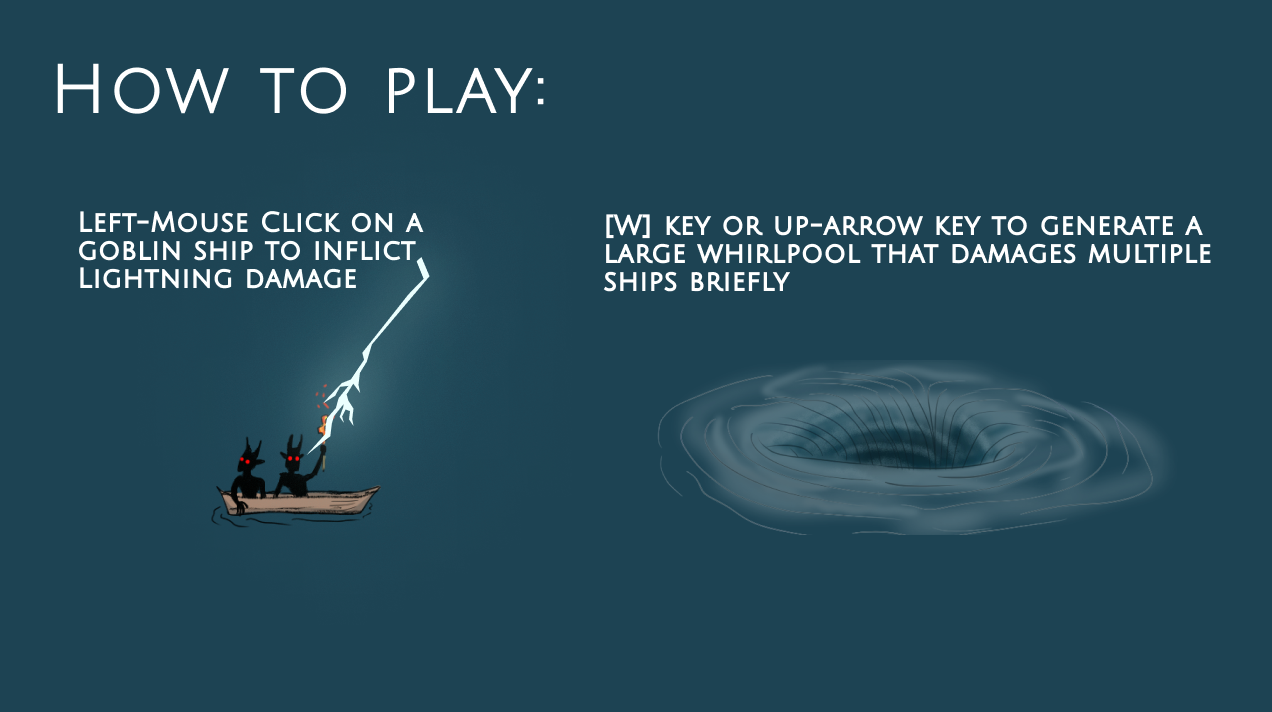 How to play:
Left-Mouse Click on a
goblin ship to inflict
Lightning damage
[W] key or up-arrow key to generate a
large whirlpool that damages multiple
ships briefly